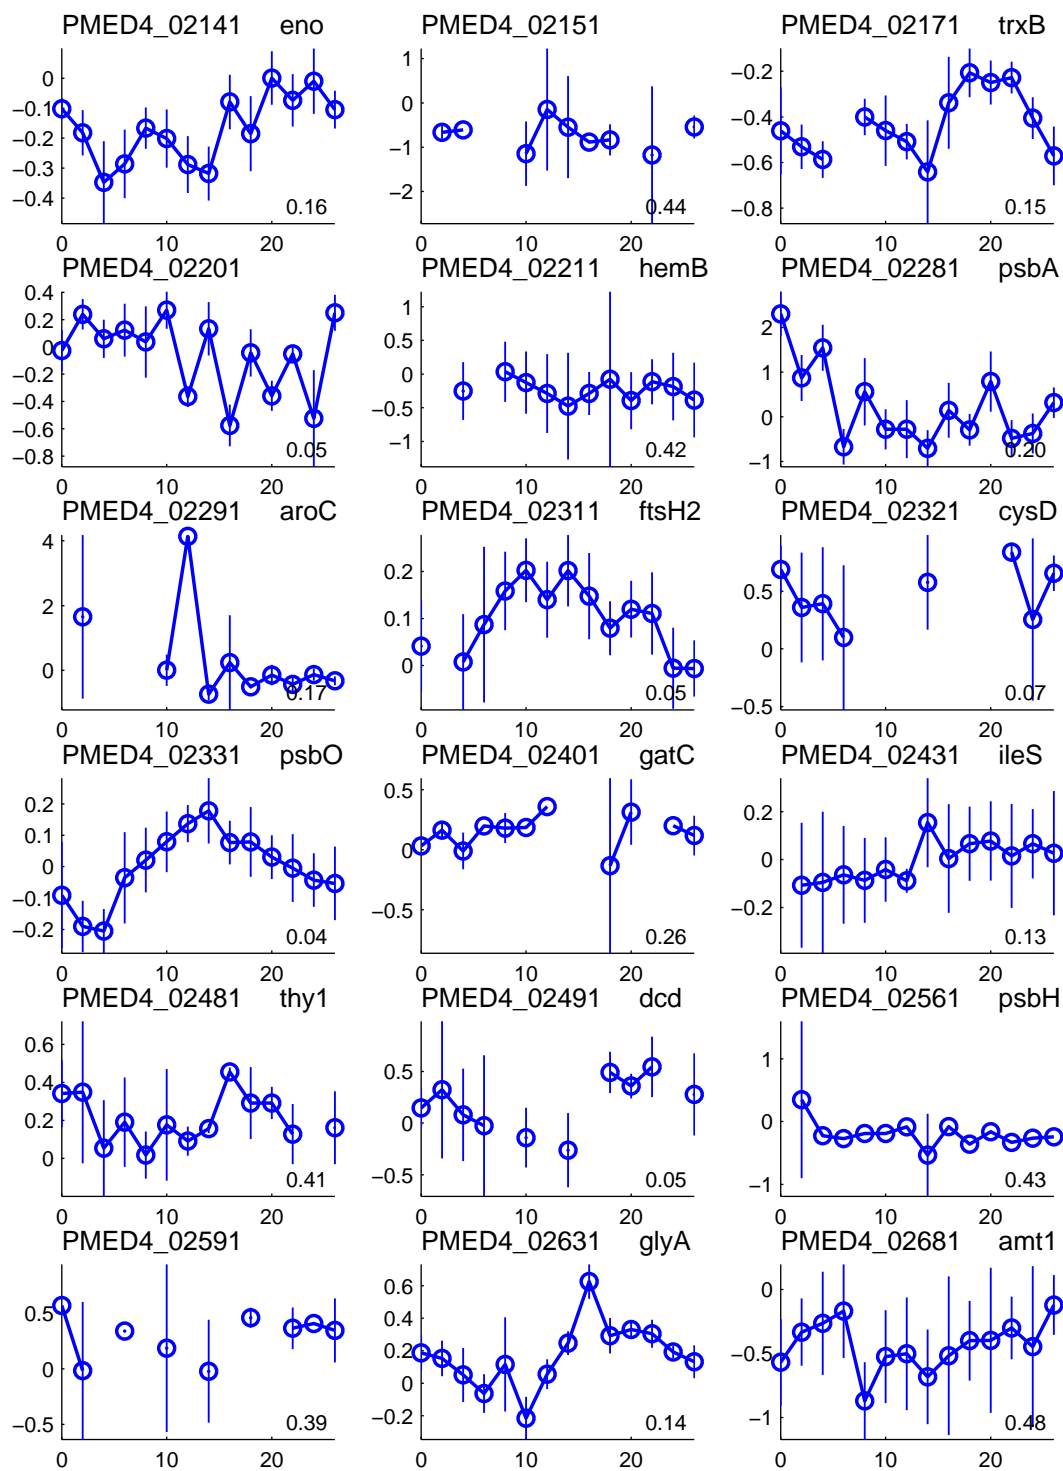 PMED4_02141 eno
0
−0.1
−0.2
−0.3
−0.4
0.16
0 10 20
PMED4_02151
1
0
−1
−2
0.44
0 10 20
PMED4_02171 trxB
−0.2
−0.4
−0.6
−0.8
0.15
0 10 20
PMED4_02201
0.4
0.2
0
−0.2
−0.4
−0.6
−0.8
0.05
0 10 20
PMED4_02211 hemB
1
0.5
0
−0.5
−1
0.42
0 10 20
PMED4_02281 psbA
2
1
0
−1
0.20
0 10 20
PMED4_02291 aroC
4
2
0
0.17
0 10 20
PMED4_02311 ftsH2
0.2
0.1
0
0.05
0 10 20
PMED4_02321 cysD
0.5
0
−0.5
0.07
0 10 20
PMED4_02331 psbO
0.2
0.1
0
−0.1
−0.2
0.04
0 10 20
PMED4_02401 gatC
0.5
0
−0.5
0.26
0 10 20
PMED4_02431 ileS
0.2
0
−0.2
0.13
0 10 20
PMED4_02481 thy1
0.6
0.4
0.2
0
0.41
0 10 20
PMED4_02491 dcd
0.5
0
−0.5
0.05
0 10 20
PMED4_02561 psbH
1
0
−1
0.43
0 10 20
PMED4_02591
0.5
0
−0.5
0.39
0 10 20
PMED4_02631 glyA
0.6
0.4
0.2
0
−0.2
0.14
0 10 20
PMED4_02681 amt1
0
−0.5
−1
0.48
0 10 20